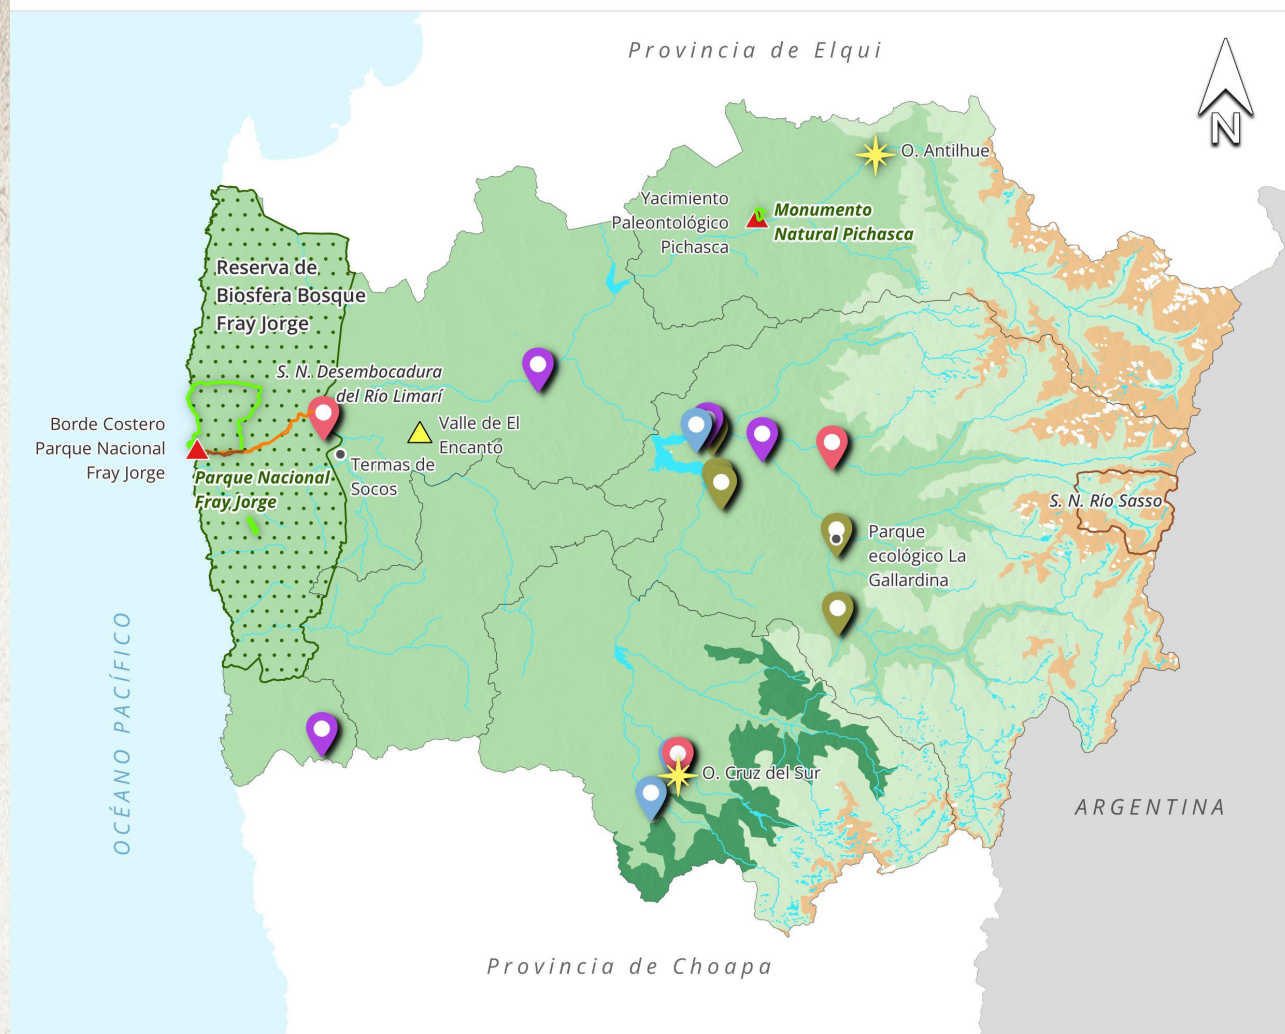 Provincia de Elqui
N
O. Antilhue
Yacimiento
Paleontológico
Pichasca
Monumento
Natural Pichasca
Reserva de
Biosfera Bosque
Fray Jorge
S. N. Desembocadura
del Río Limarí
Borde Costero
Parque Nacional
Fray Jorge
Valle de El
Encanto
Termas de
Socos
Parque Nacional
Fray Jorge
S. N. Río Sasso
Parque
ecológico La
Gallardina
OCÉANO PACÍFICO
O. Cruz del Sur
ARGENTINA
Provincia de Choapa